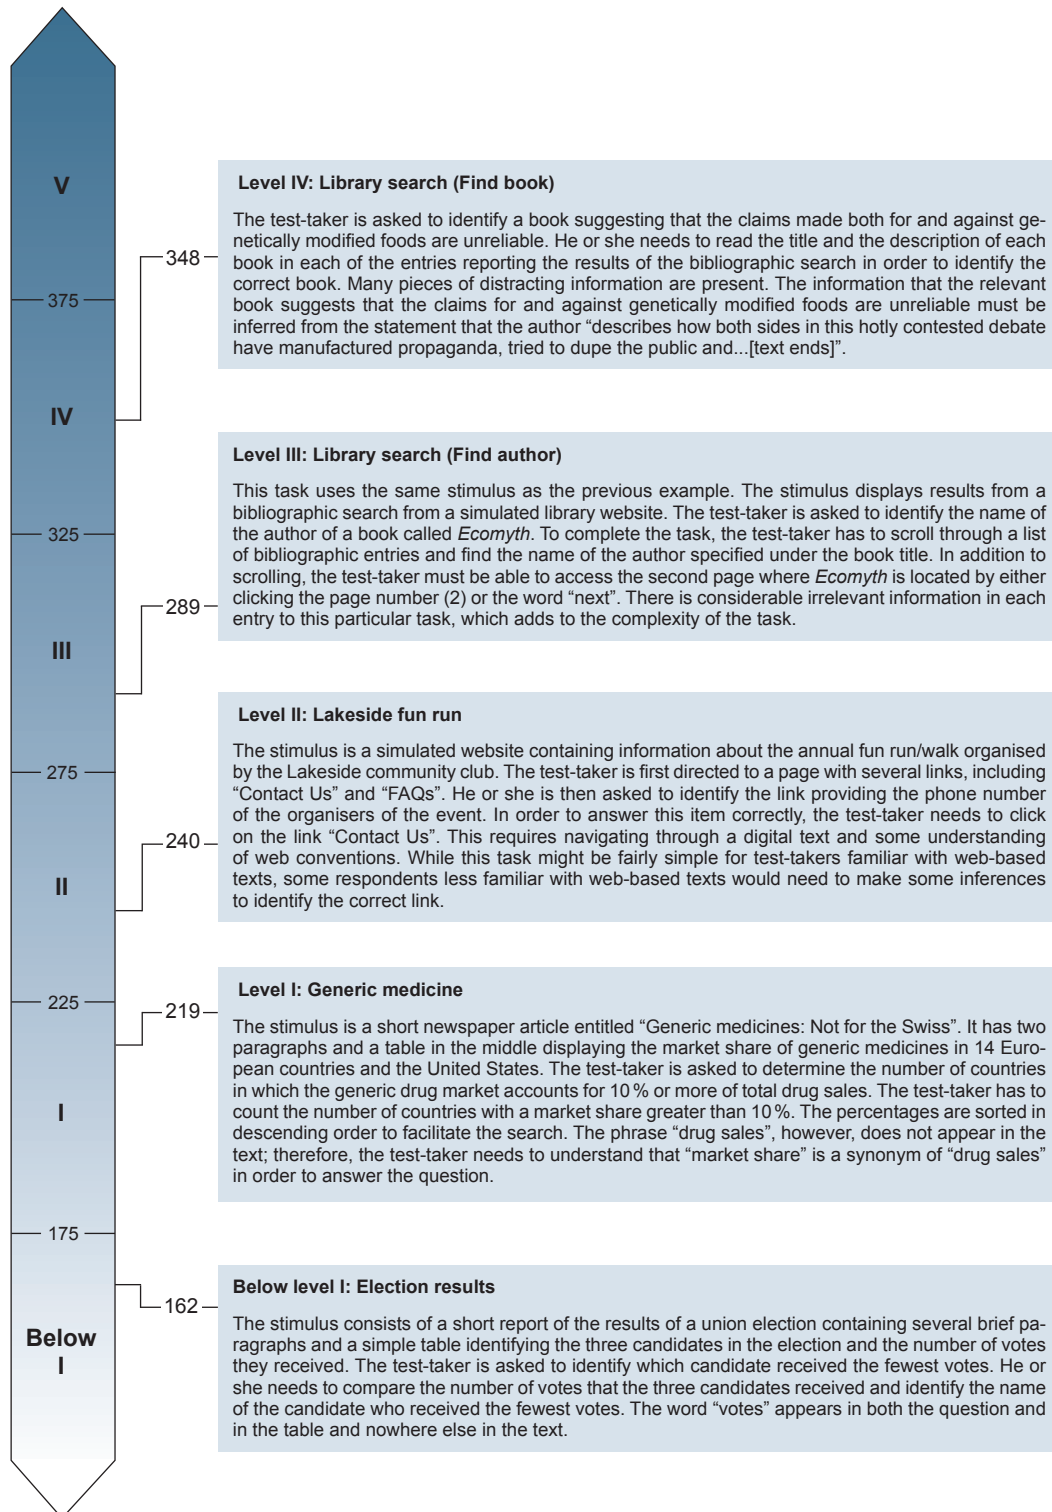 V
Level IV: Library search (Find book)
The test-taker is asked to identify a book suggesting that the claims made both for and against ge-
netically modified foods are unreliable. He or she needs to read the title and the description of each
348
book in each of the entries reporting the results of the bibliographic search in order to identify the
correct book. Many pieces of distracting information are present. The information that the relevant
375
book suggests that the claims for and against genetically modified foods are unreliable must be
inferred from the statement that the author “describes how both sides in this hotly contested debate
have manufactured propaganda, tried to dupe the public and...[text ends]”.
IV
Level III: Library search (Find author)
This task uses the same stimulus as the previous example. The stimulus displays results from a
bibliographic search from a simulated library website. The test-taker is asked to identify the name of
325
the author of a book called Ecomyth. To complete the task, the test-taker has to scroll through a list
of bibliographic entries and find the name of the author specified under the book title. In addition to
scrolling, the test-taker must be able to access the second page where Ecomyth is located by either
289
clicking the page number (2) or the word “next”. There is considerable irrelevant information in each
entry to this particular task, which adds to the complexity of the task.
III
Level II: Lakeside fun run
The stimulus is a simulated website containing information about the annual fun run/walk organised
275
by the Lakeside community club. The test-taker is first directed to a page with several links, including
“Contact Us” and “FAQs”. He or she is then asked to identify the link providing the phone number
of the organisers of the event. In order to answer this item correctly, the test-taker needs to click
240
on the link “Contact Us”. This requires navigating through a digital text and some understanding
of web conventions. While this task might be fairly simple for test-takers familiar with web-based
II
texts, some respondents less familiar with web-based texts would need to make some inferences
to identify the correct link.
Level I: Generic medicine
225
219
The stimulus is a short newspaper article entitled “Generic medicines: Not for the Swiss”. It has two
paragraphs and a table in the middle displaying the market share of generic medicines in 14 Euro-
pean countries and the United States. The test-taker is asked to determine the number of countries
in which the generic drug market accounts for 10 % or more of total drug sales. The test-taker has to
I
count the number of countries with a market share greater than 10 %. The percentages are sorted in
descending order to facilitate the search. The phrase “drug sales”, however, does not appear in the
text; therefore, the test-taker needs to understand that “market share” is a synonym of “drug sales”
in order to answer the question.
175
Below level I: Election results
162
The stimulus consists of a short report of the results of a union election containing several brief pa-
Below
I
ragraphs and a simple table identifying the three candidates in the election and the number of votes
they received. The test-taker is asked to identify which candidate received the fewest votes. He or
she needs to compare the number of votes that the three candidates received and identify the name
of the candidate who received the fewest votes. The word “votes” appears in both the question and
in the table and nowhere else in the text.